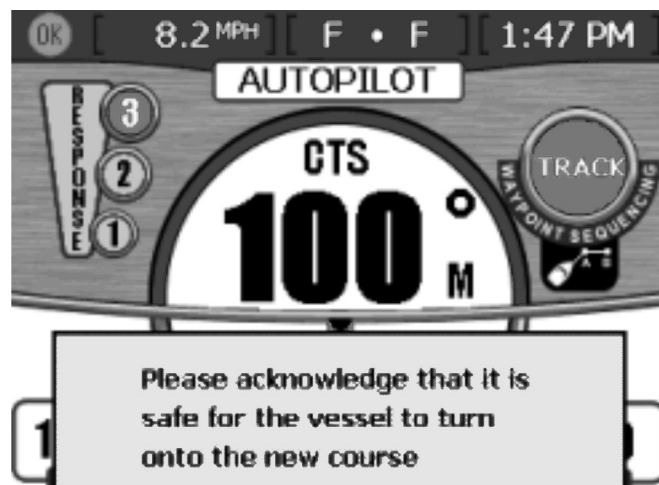 OK [ 8.2 MPH ] [ F • F ] [ 1:47 PM ]
AUTOPILOT
RESPONSE
3
2
1
CTS
100°
M
TRACK
WAYPOINT SEQUENCING
A B
Please acknowledge that it is
safe for the vessel to turn
onto the new course